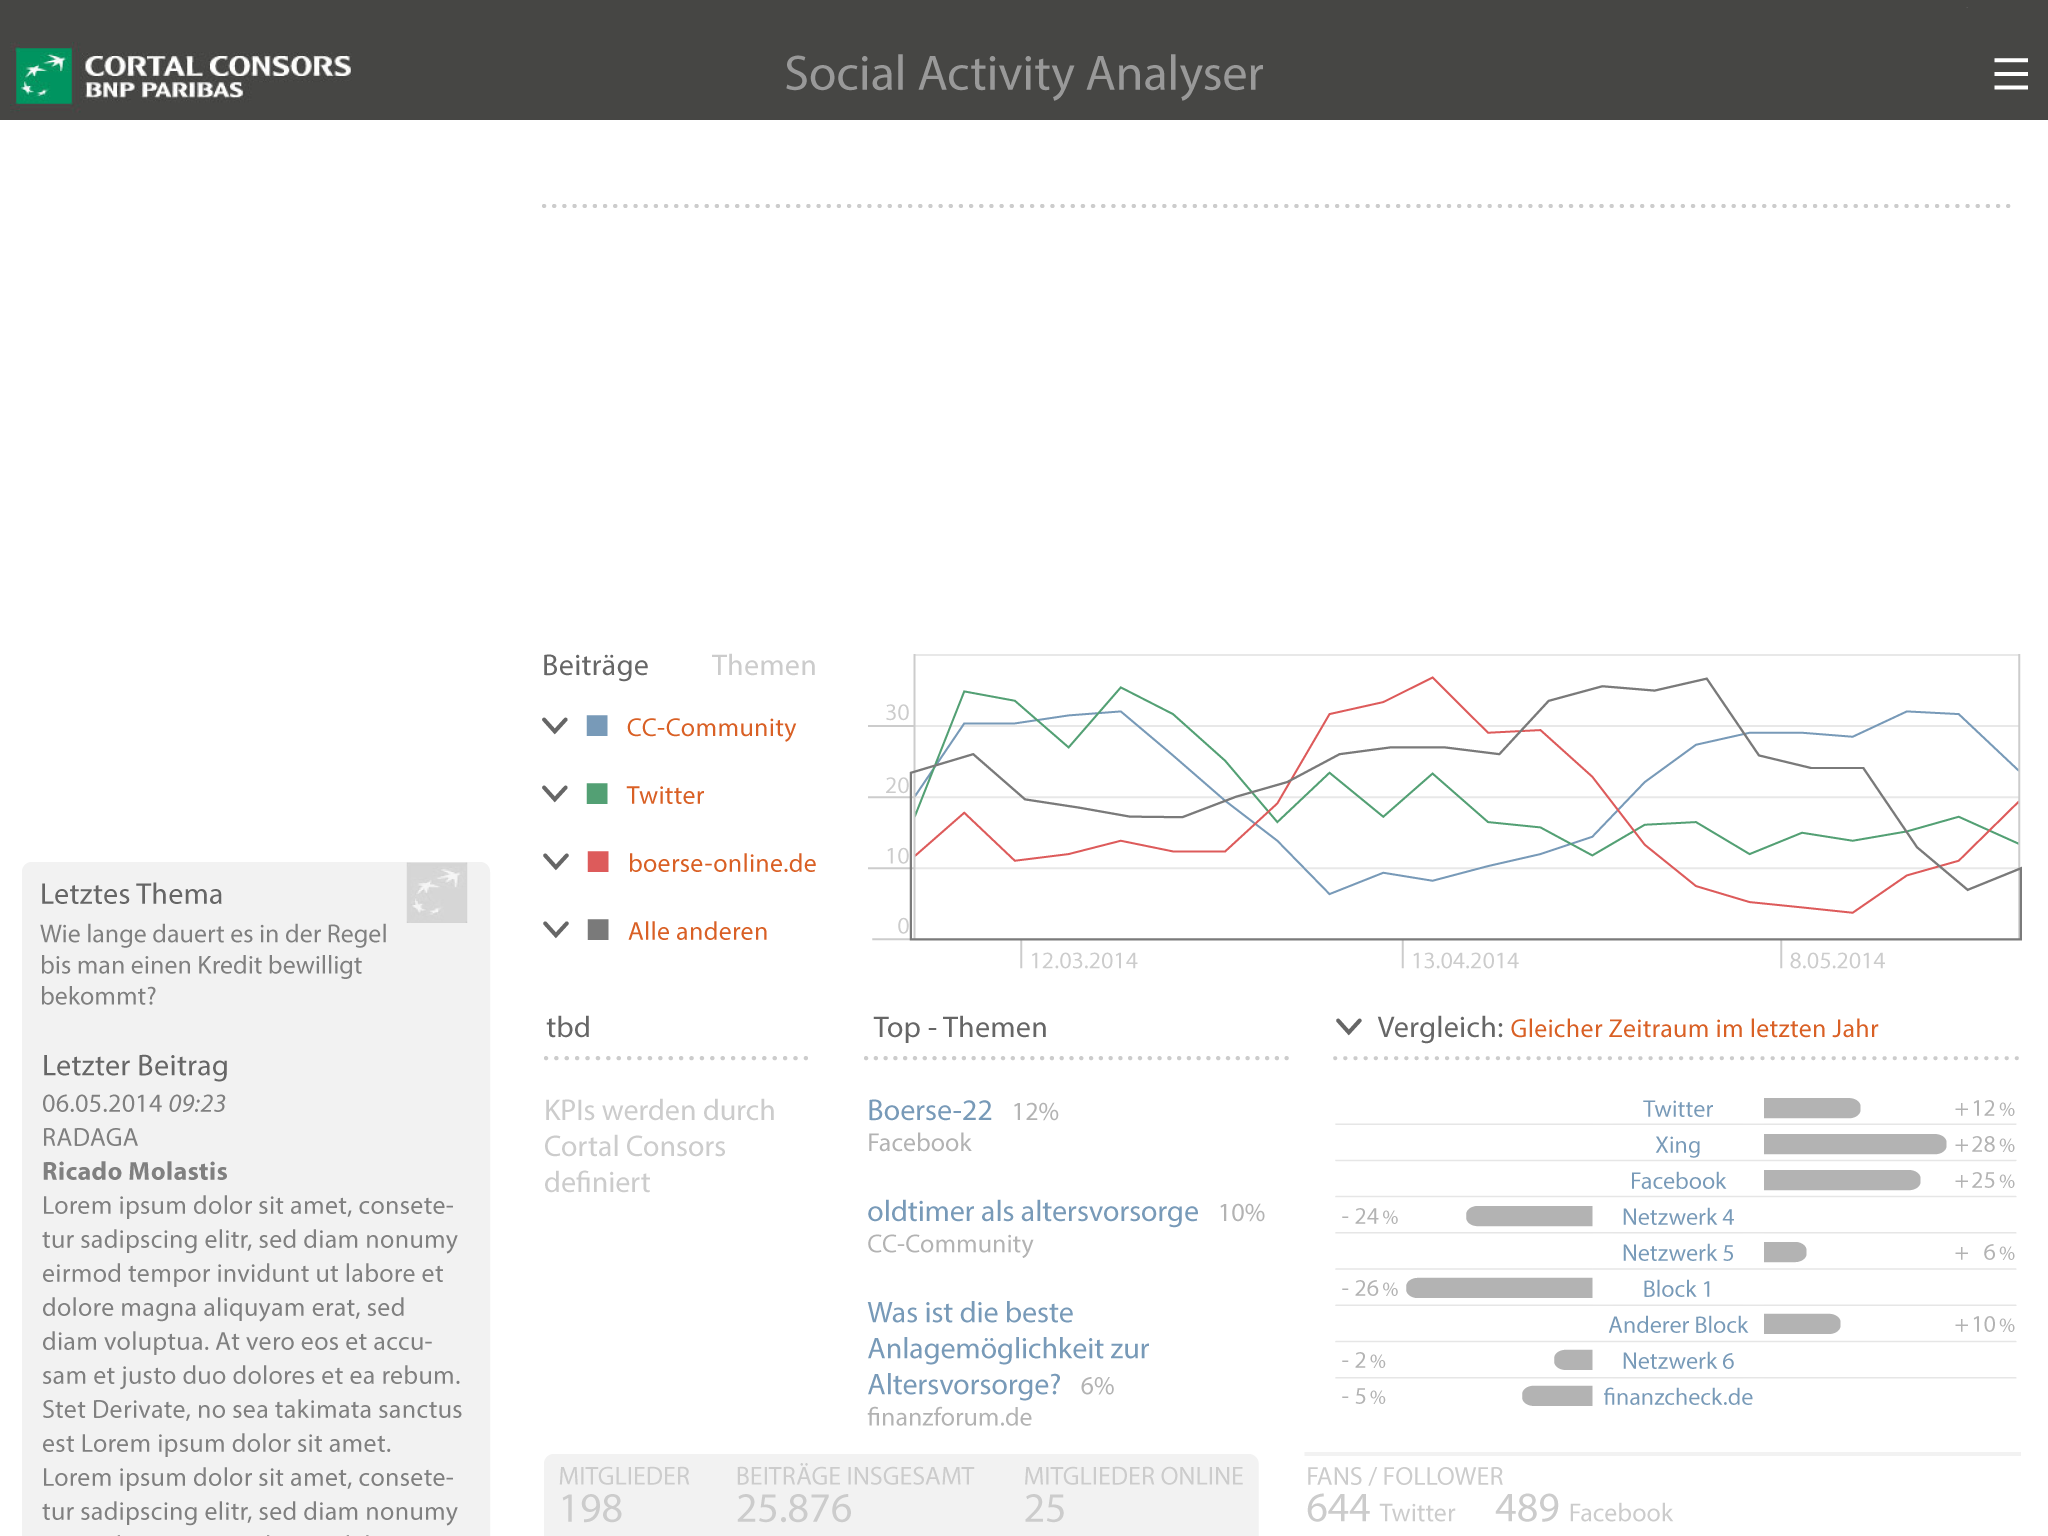 CORTAL CONSORS
BNP PARIBAS
Social Activity Analyser
Beiträge
Themen
CC-Community
Twitter
boerse-online.de
Alle anderen
30
20
10
0
12.03.2014
13.04.2014
8.05.2014
Letztes Thema
Wie lange dauert es in der Regel
bis man einen Kredit bewilligt
bekommt?
Letzter Beitrag
06.05.2014 09:23
RADAGA
Ricado Molastis
Lorem ipsum dolor sit amet, consete-
tur sadipscing elitr, sed diam nonumy
eirmod tempor invidunt ut labore et
dolore magna aliquyam erat, sed
diam voluptua. At vero eos et accu-
sam et justo duo dolores et ea rebum.
Stet Derivate, no sea takimata sanctus
est Lorem ipsum dolor sit amet.
Lorem ipsum dolor sit amet, consete-
tur sadipscing elitr, sed diam nonumy
tbd
KPIs werden durch
Cortal Consors
definiert
Top - Themen
Boerse-22 12%
Facebook
oldtimer als altersvorsorge 10%
CC-Community
Was ist die beste
Anlagemöglichkeit zur
Altersvorsorge? 6%
finanzforum.de
Vergleich: Gleicher Zeitraum im letzten Jahr
Twitter +12%
Xing +28%
Facebook +25%
- 24% Netzwerk 4
Netzwerk 5 + 6%
- 26% Block 1
Anderer Block +10%
- 2% Netzwerk 6
- 5% finanzcheck.de
MITGLIEDER
198
BEITRÄGE INSGESAMT
25.876
MITGLIEDER ONLINE
25
FANS / FOLLOWER
644 Twitter 489 Facebook